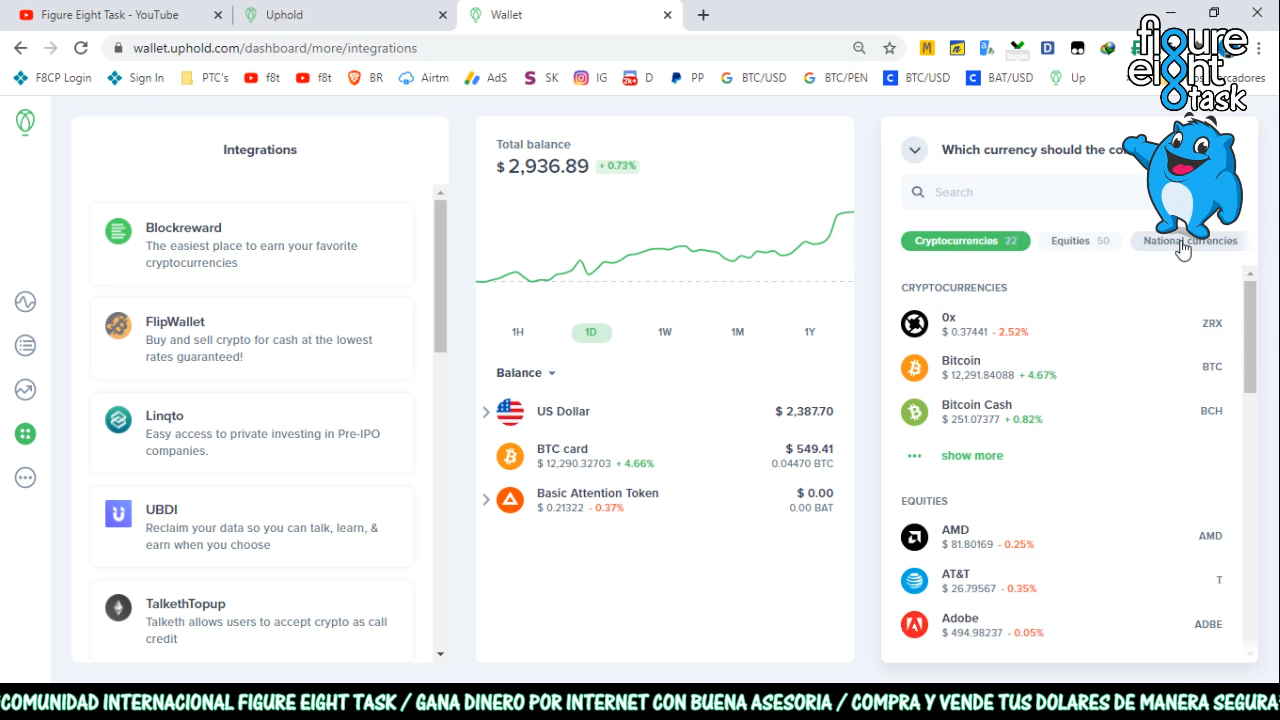 Figure Eight Task - YouTube
Uphold
Wallet
wallet.uphold.com/dashboard/more/integrations
F8CP Login
Sign In
PTC's
f8t
f8t
BR
Airtm
AdS
SK
IG
D
PP
BTC/USD
BTC/PEN
BTC/USD
BAT/USD
Up
figure
eight
task
Integrations
Blockreward
The easiest place to earn your favorite
cryptocurrencies
FlipWallet
Buy and sell crypto for cash at the lowest
rates guaranteed!
Linqto
Easy access to private investing in Pre-IPO
companies.
UBDI
Reclaim your data so you can talk, learn, &
earn when you choose
TalkethTopup
Talketh allows users to accept crypto as call
credit
Total balance
$ 2,936.89 + 0.73%
1H 1D 1W 1M 1Y
Balance
US Dollar $ 2,387.70
BTC card $ 549.41
$ 12,290.32703 + 4.66% 0.04470 BTC
Basic Attention Token $ 0.00
$ 0.21322 - 0.37% 0.00 BAT
Which currency should the
Search
Cryptocurrencies 22 Equities 50 National currencies
CRYPTOCURRENCIES
0x ZRX
$ 0.37441 - 2.52%
Bitcoin BTC
$ 12,291.84088 + 4.67%
Bitcoin Cash BCH
$ 251.07377 + 0.82%
show more
EQUITIES
AMD AMD
$ 81.80169 - 0.25%
AT&T T
$ 26.79567 - 0.35%
Adobe ADBE
$ 494.98237 - 0.05%
COMUNIDAD INTERNACIONAL FIGURE EIGHT TASK / GANA DINERO POR INTERNET CON BUENA ASESORIA / COMPRA Y VENDE TUS DOLARES DE MANERA SEGURA